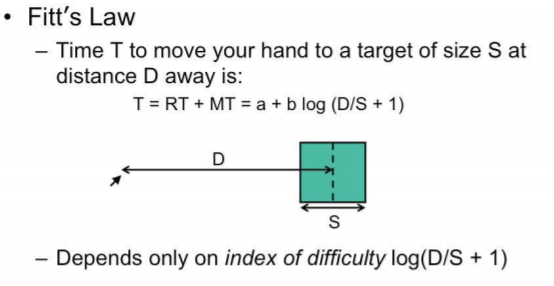 • Fitt's Law
– Time T to move your hand to a target of size S at
distance D away is:
T = RT + MT = a + b log (D/S + 1)
D
S
– Depends only on index of difficulty log(D/S + 1)